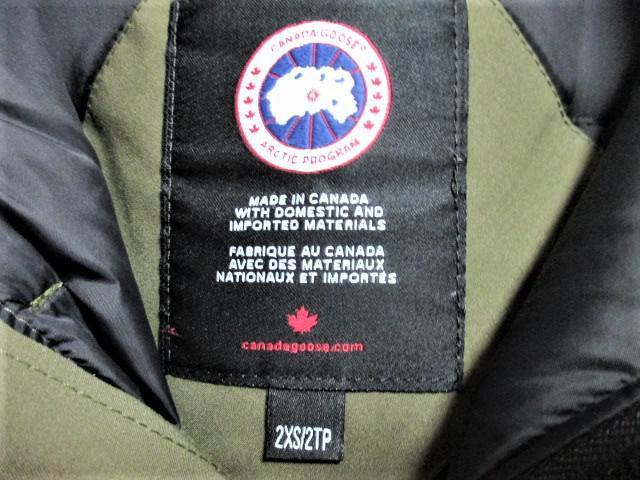 CANADA GOOSE®
ARCTIC PROGRAM
MADE IN CANADA
WITH DOMESTIC AND
IMPORTED MATERIALS
FABRIQUE AU CANADA
AVEC DES MATERIAUX
NATIONAUX ET IMPORTÉS
canadagoose.com
2XS/2TP